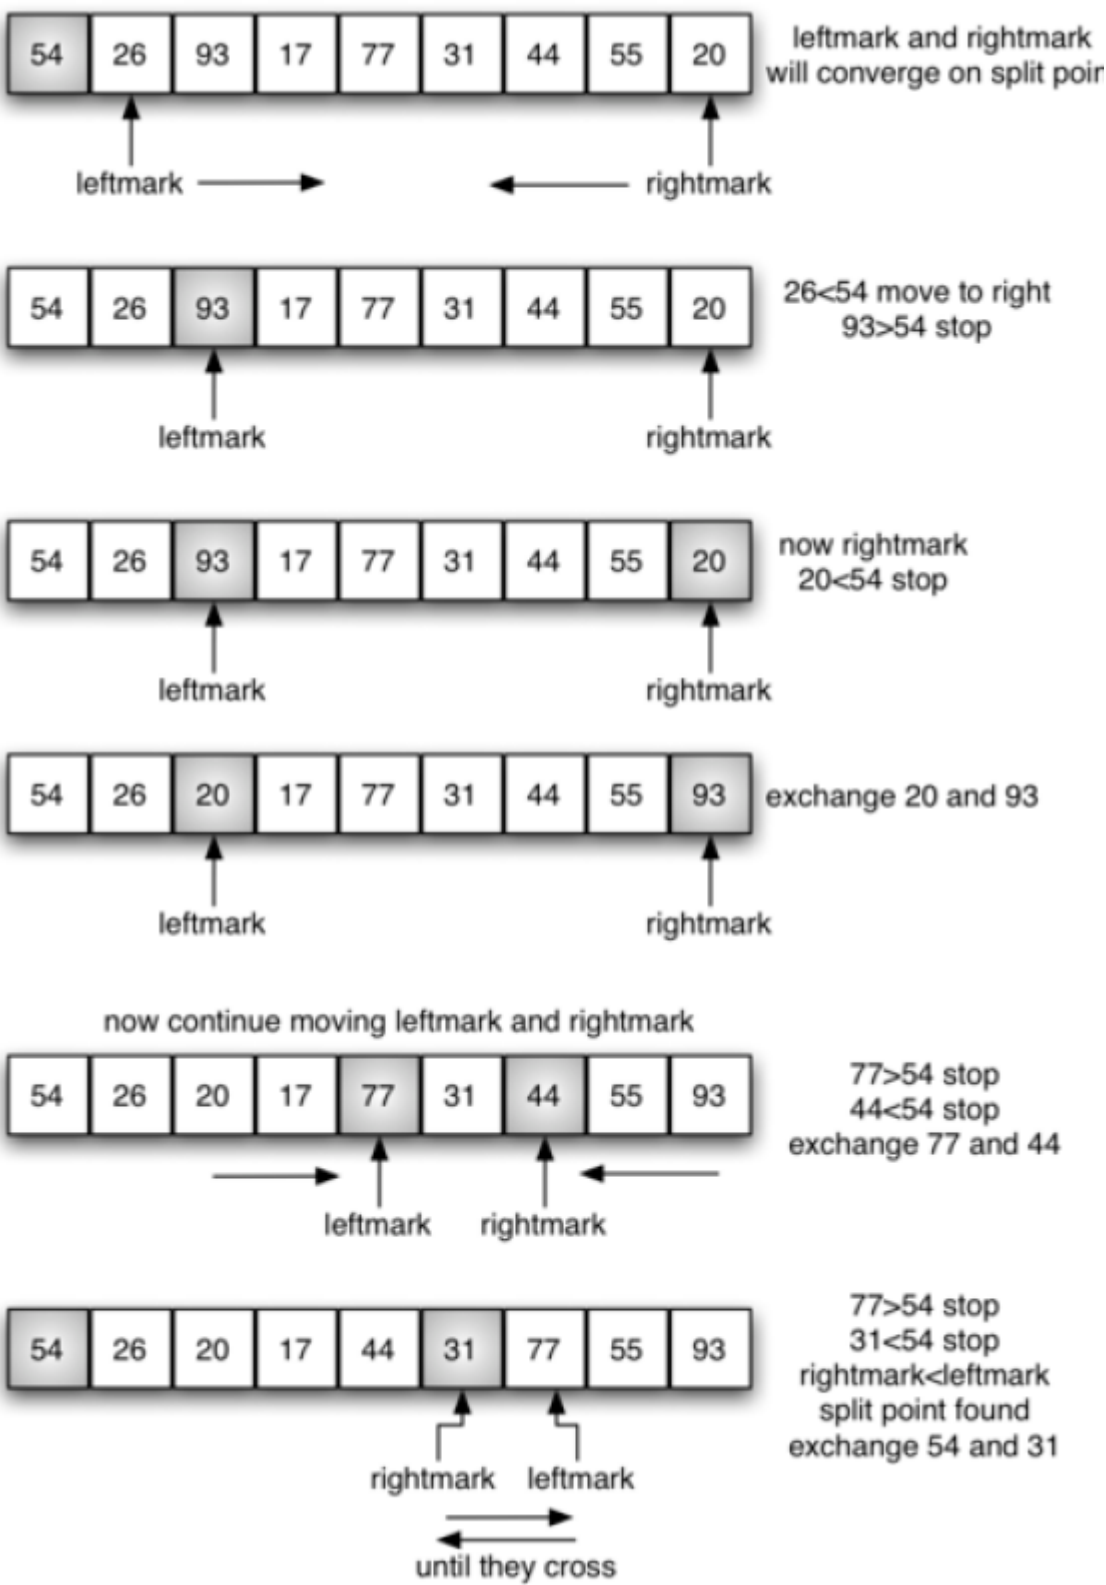 54 26 93 17 77 31 44 55 20
leftmark and rightmark
will converge on split poin
leftmark rightmark
54 26 93 17 77 31 44 55 20
26<54 move to right
93>54 stop
leftmark rightmark
54 26 93 17 77 31 44 55 20
now rightmark
20<54 stop
leftmark rightmark
54 26 20 17 77 31 44 55 93
exchange 20 and 93
leftmark rightmark
now continue moving leftmark and rightmark
54 26 20 17 77 31 44 55 93
77>54 stop
44<54 stop
exchange 77 and 44
leftmark rightmark
54 26 20 17 44 31 77 55 93
77>54 stop
31<54 stop
rightmark<leftmark
split point found
exchange 54 and 31
rightmark leftmark
until they cross